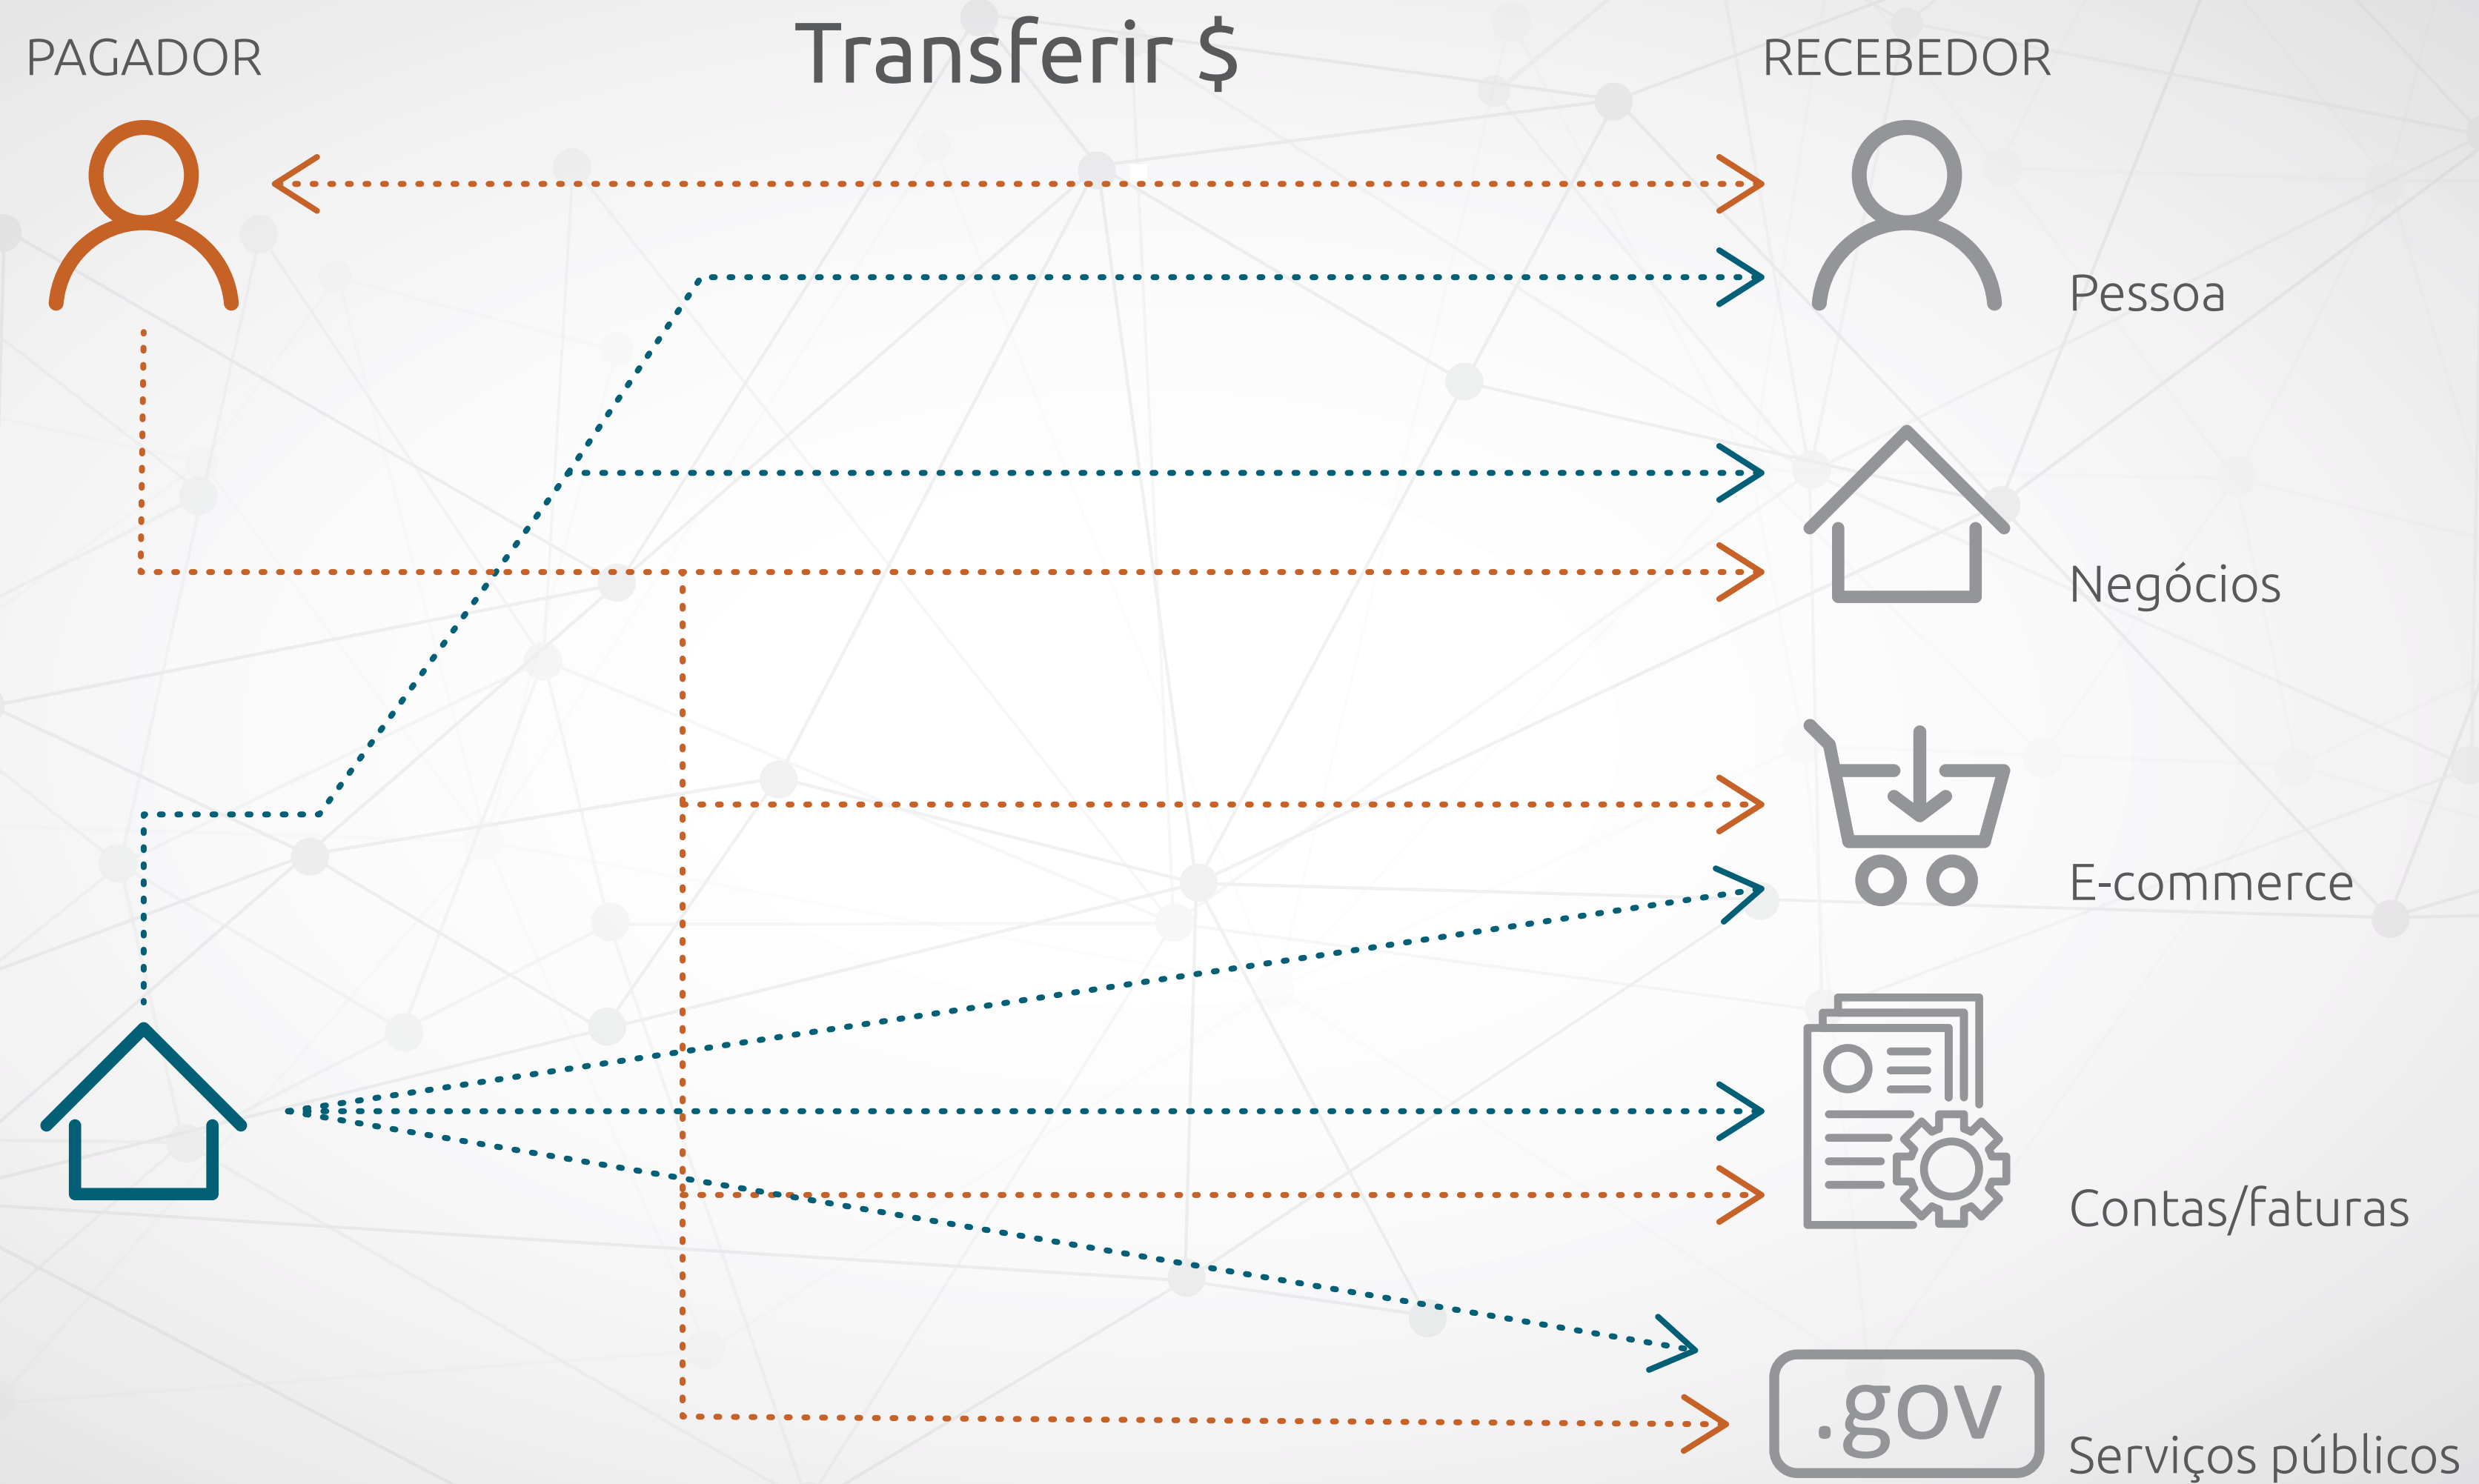 PAGADOR
Transferir $
RECEBEDOR
Pessoa
Negócios
E-commerce
Contas/faturas
.gov
Serviços públicos